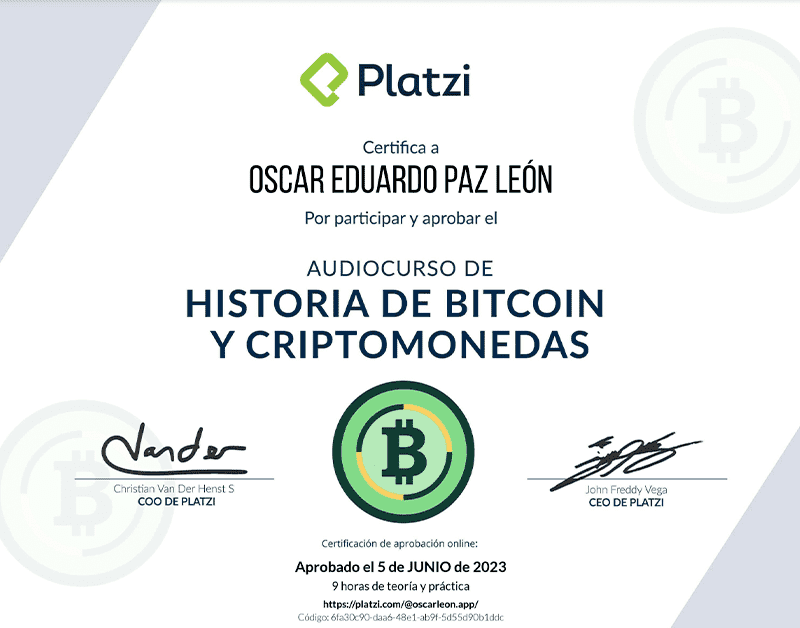 Platzi
Certifica a
OSCAR EDUARDO PAZ LEÓN
Por participar y aprobar el
AUDIOCURSO DE
HISTORIA DE BITCOIN
Y CRIPTOMONEDAS
Vander
Christian Van Der Henst S
COO DE PLATZI
John Freddy Vega
CEO DE PLATZI
Certificación de aprobación online:
Aprobado el 5 de JUNIO de 2023
9 horas de teoría y práctica
https://platzi.com/@oscarleon.app/
Código: 6fa30c90-daa6-48e1-ab9f-5d55d90b1ddc